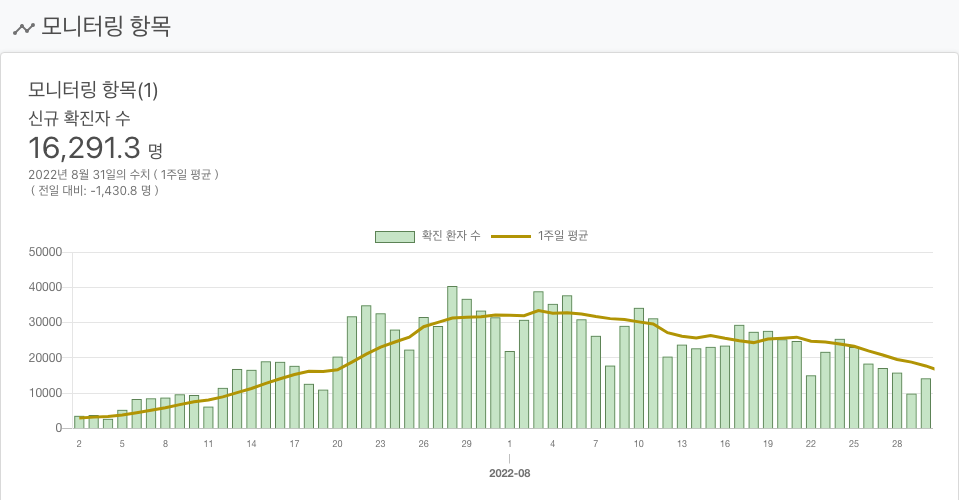 모니터링 항목
모니터링 항목(1)
신규 확진자 수
16,291.3 명
2022년 8월 31일의 수치 ( 1주일 평균 )
( 전일 대비: -1,430.8 명 )
확진 환자 수 1주일 평균
50000
40000
30000
20000
10000
0
2 5 8 11 14 17 20 23 26 29 1 4 7 10 13 16 19 22 25 28
2022-08